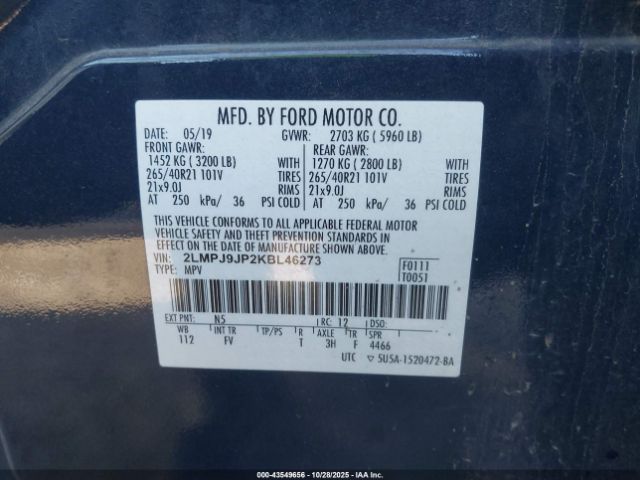 MFD. BY FORD MOTOR CO.
DATE: 05/19 GVWR: 2703 KG ( 5960 LB)
FRONT GAWR: REAR GAWR:
1452 KG ( 3200 LB) WITH 1270 KG ( 2800 LB) WITH
265/40R21 101V TIRES 265/40R21 101V TIRES
21x9.0J RIMS 21x9.0J RIMS
AT 250 kPa/ 36 PSI COLD AT 250 kPa/ 36 PSI COLD
THIS VEHICLE CONFORMS TO ALL APPLICABLE FEDERAL MOTOR
VEHICLE SAFETY AND BUMPER STANDARDS AND THEFT PREVENTION STANDARDS IN
EFFECT ON THE DATE OF MANUFACTURE SHOWN ABOVE.
VIN: 2LMPJ9JP2KBL46273 F0111
TYPE: MPV T0051
EXT PNT: N5 RC: 12 DSO:
WB INT TR TP/PS R AXLE TR SPR
112 FV T 3H F 4466
UTC ▽ 5U5A-1520472-BA
000-43549656 - 10/28/2025 - IAA Inc.